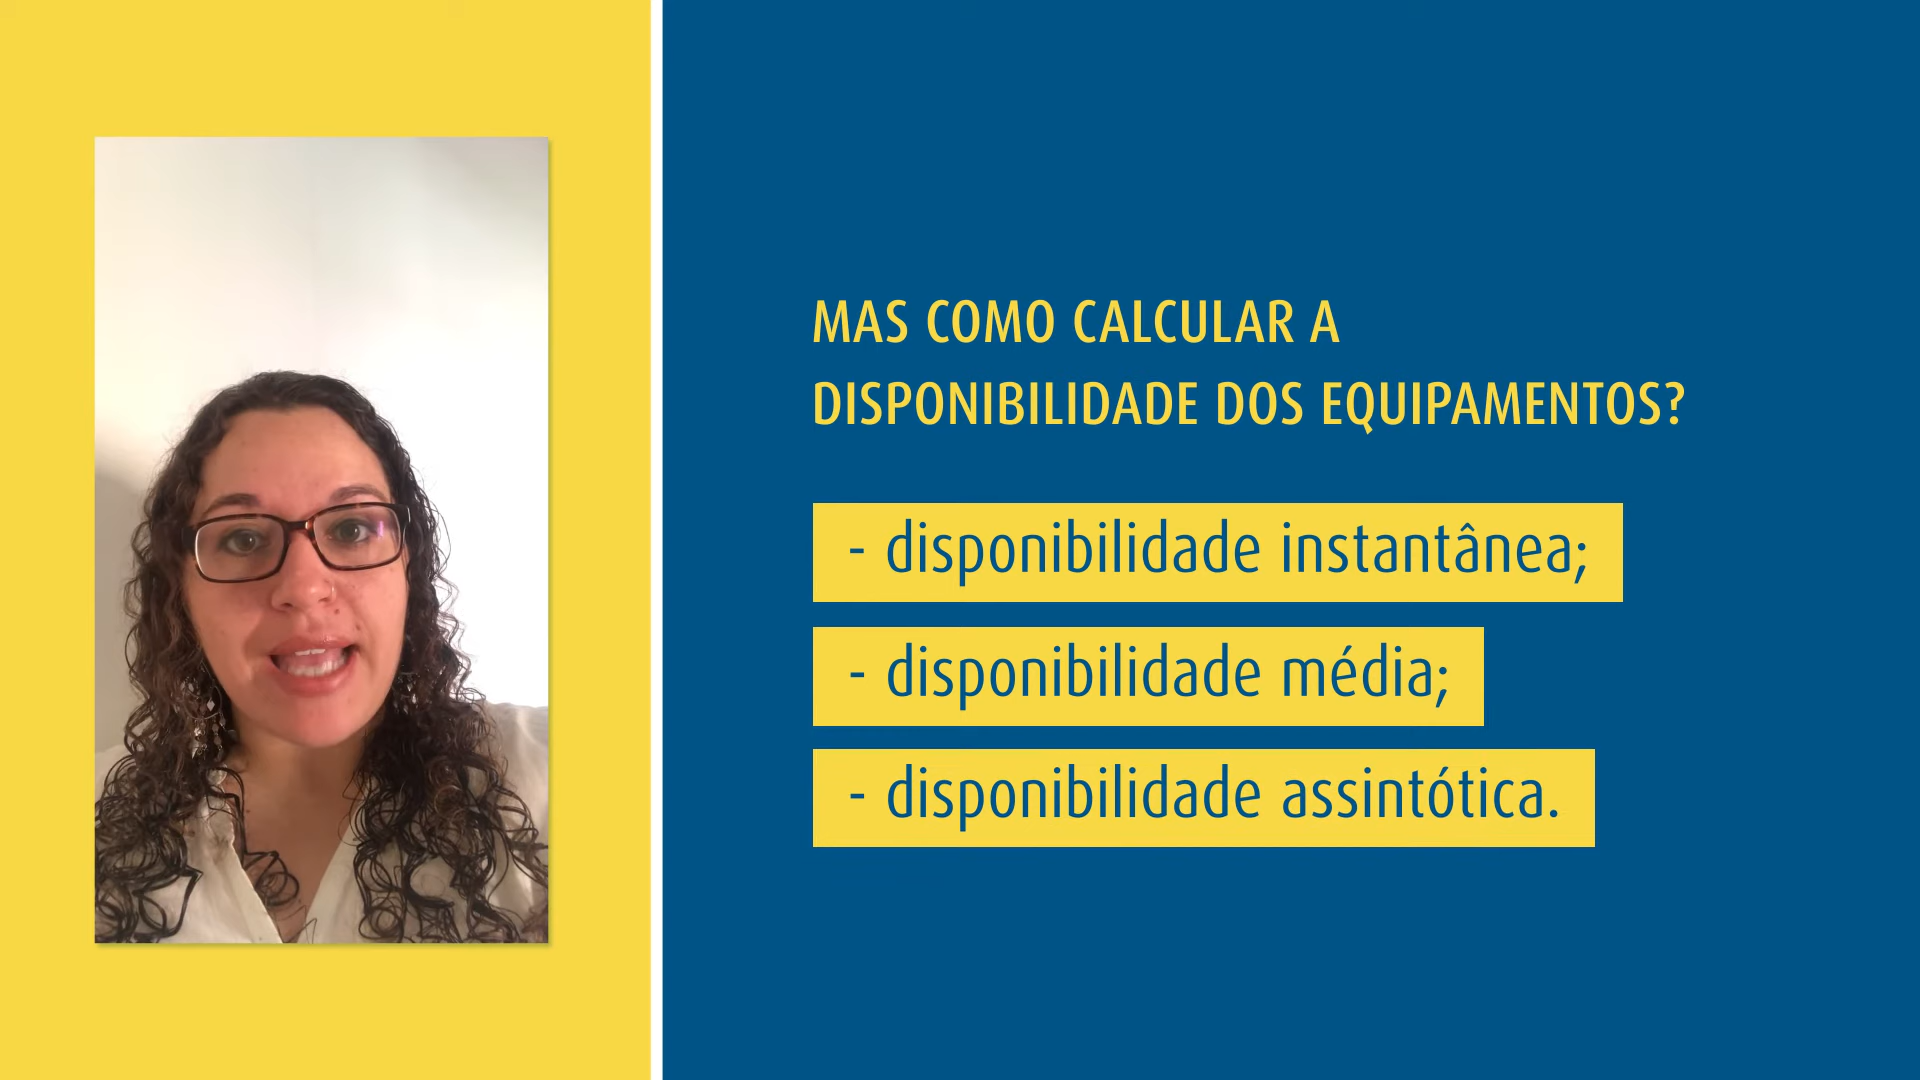 MAS COMO CALCULAR A
DISPONIBILIDADE DOS EQUIPAMENTOS?
- disponibilidade instantânea;
- disponibilidade média;
- disponibilidade assintótica.